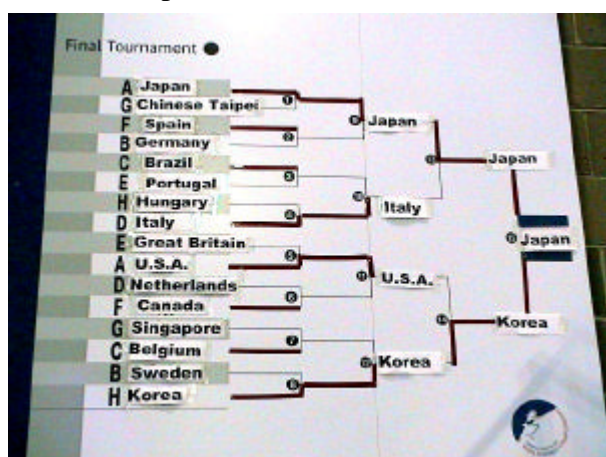 Final Tournament
A Japan
G Chinese Taipei
F Spain
B Germany
C Brazil
E Portugal
H Hungary
D Italy
E Great Britain
A U.S.A.
D Netherlands
F Canada
G Singapore
C Belgium
B Sweden
H Korea
Japan
Italy
U.S.A.
Korea
Japan
Korea
Japan